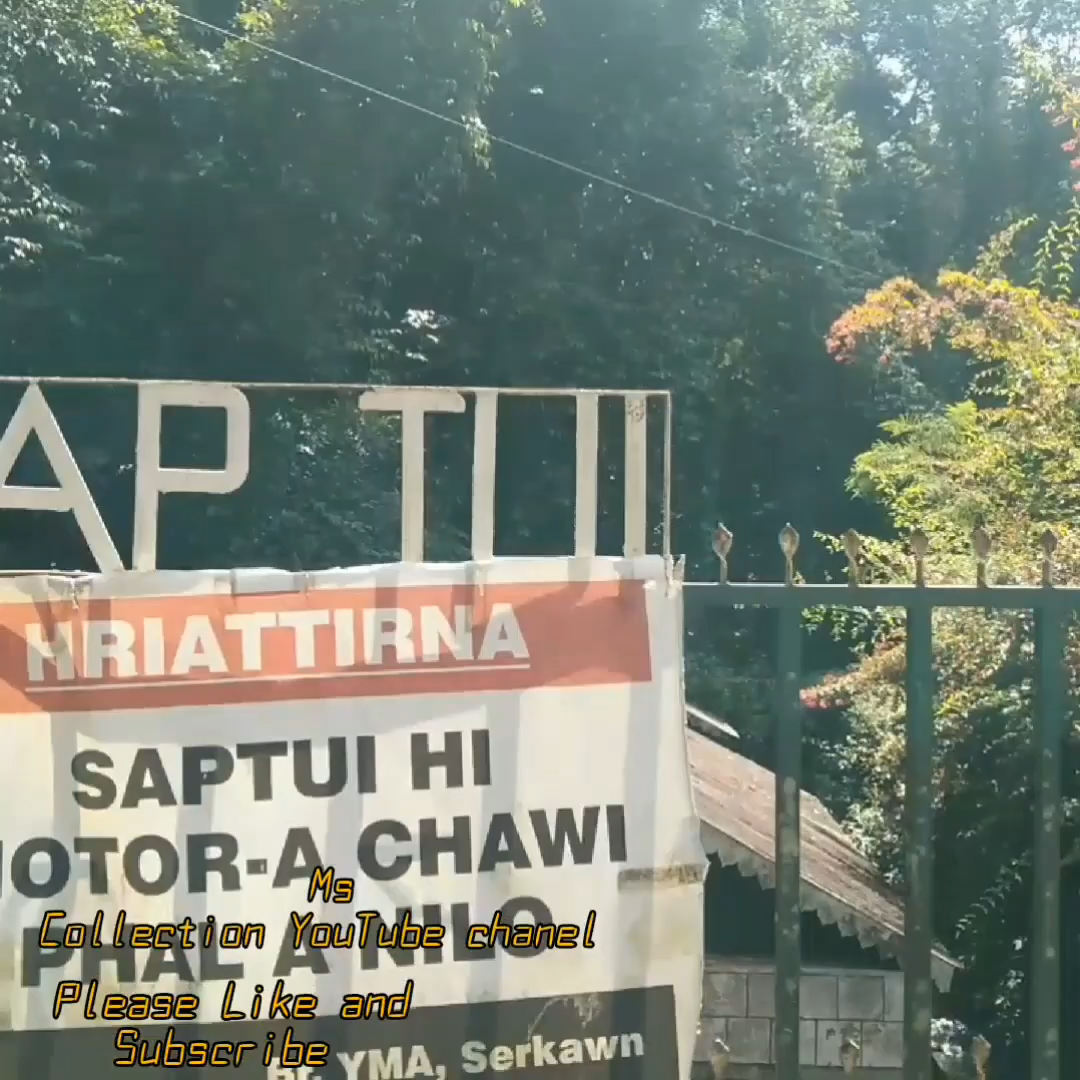 AP TUI
HRIATTIRNA
SAPTUI HI
MOTOR-A CHAWI
PHAL A NILO
Ms
Collection YouTube chanel
Please Like and
Subscribe
Br. YMA, Serkawn